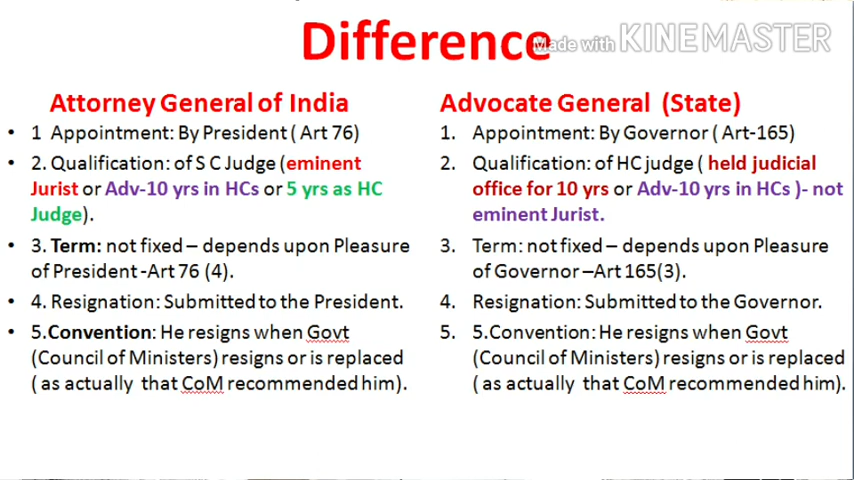 Difference
Made with KINEMASTER
Attorney General of India
• 1 Appointment: By President ( Art 76)
• 2. Qualification: of S C Judge (eminent
Jurist or Adv-10 yrs in HCs or 5 yrs as HC
Judge).
• 3. Term: not fixed – depends upon Pleasure
of President -Art 76 (4).
• 4. Resignation: Submitted to the President.
• 5.Convention: He resigns when Govt
(Council of Ministers) resigns or is replaced
( as actually that CoM recommended him).
Advocate General (State)
1. Appointment: By Governor ( Art-165)
2. Qualification: of HC judge ( held judicial
office for 10 yrs or Adv-10 yrs in HCs )- not
eminent Jurist.
3. Term: not fixed – depends upon Pleasure
of Governor –Art 165(3).
4. Resignation: Submitted to the Governor.
5. 5.Convention: He resigns when Govt
(Council of Ministers) resigns or is replaced
( as actually that CoM recommended him).